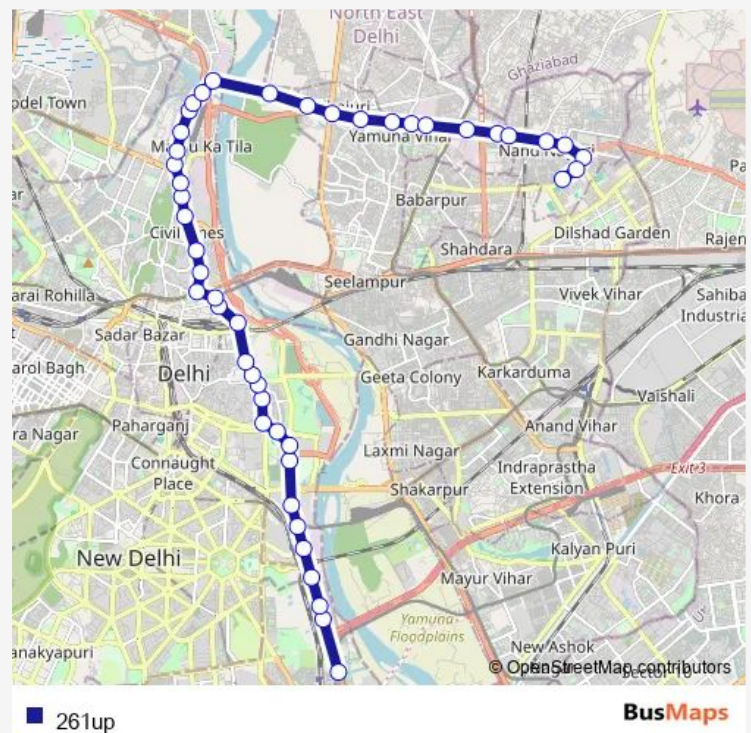 North East
Delhi
Ghaziabad
odel Town
Yamuna Vihar
Ka Tila
Babarpur
Dilshad Garden
Shahdara
Rajen
Civil
arai Rohilla
Seelampur
Vivek Vihar
Sahiba
Industria
Sadar Bazar
Gandhi Nagar
arol Bagh
Delhi
Geeta Colony
Karkarduma
Vaishali
ra Nagar
Paharganj
Anand Vihar
Connaught
Place
Laxmi Nagar
Indraprastha
Extension
Exit 3
Shakarpur
Khora
New Delhi
Kalyan Puri
Mayur Vihar
Yamuna
Floodplains
anakyapuri
New Ashok
© OpenStreetMap contributors
261up
BusMaps